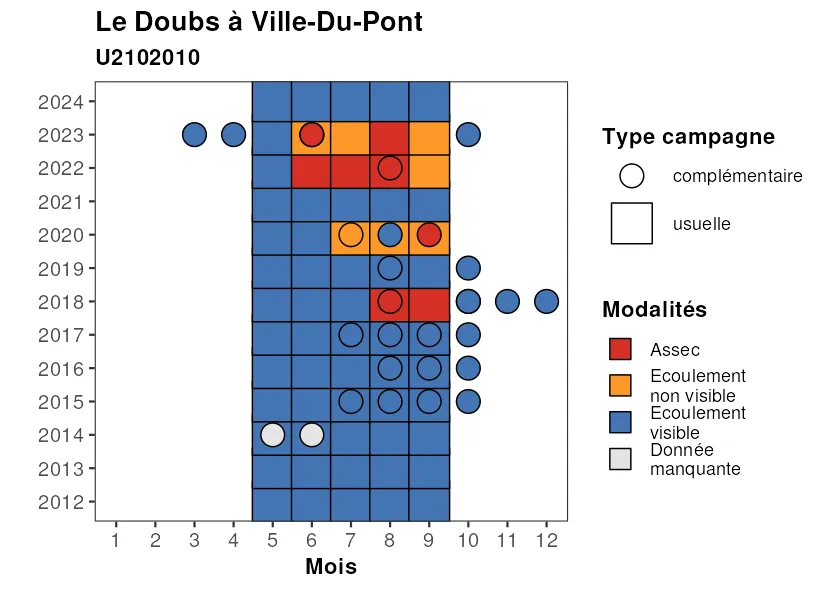 Le Doubs à Ville-Du-Pont
U2102010
2024
2023
2022
2021
2020
2019
2018
2017
2016
2015
2014
2013
2012
1 2 3 4 5 6 7 8 9 10 11 12
Mois
Type campagne
complémentaire
usuelle
Modalités
Assec
Ecoulement
non visible
Ecoulement
visible
Donnée
manquante